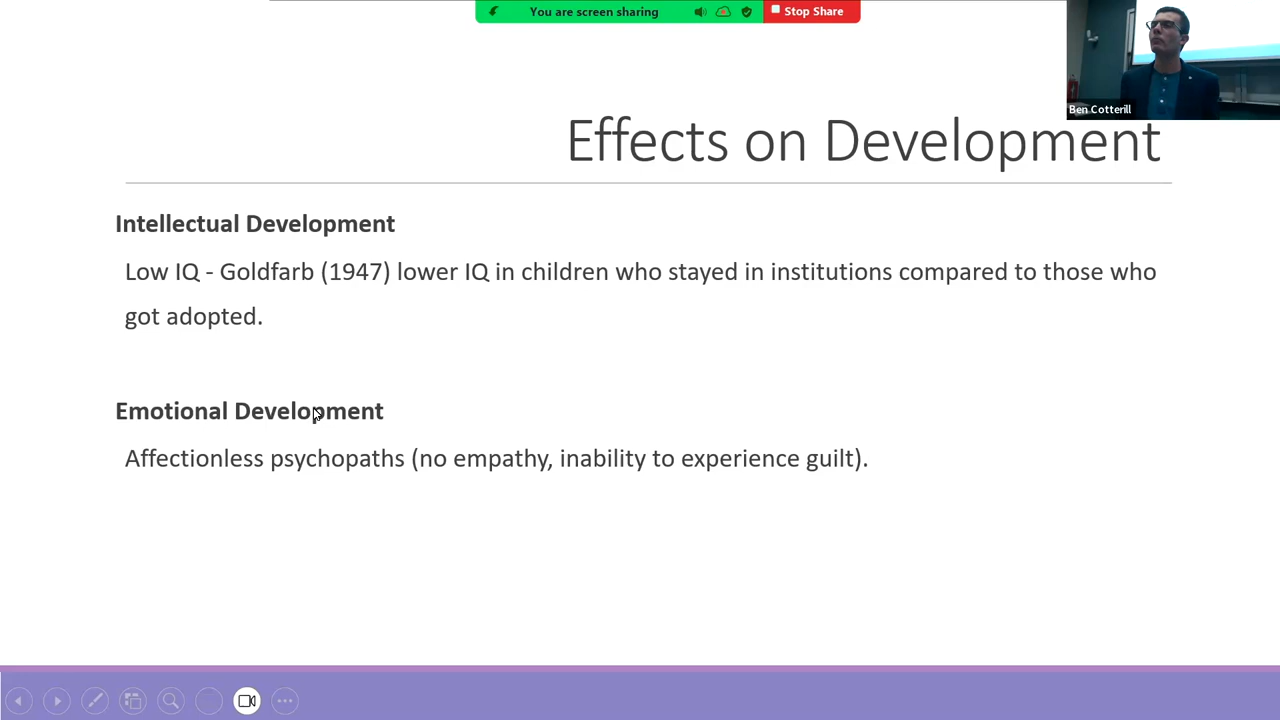 You are screen sharing
Stop Share
Ben Cotterill
Effects on Development
Intellectual Development
Low IQ - Goldfarb (1947) lower IQ in children who stayed in institutions compared to those who
got adopted.
Emotional Development
Affectionless psychopaths (no empathy, inability to experience guilt).